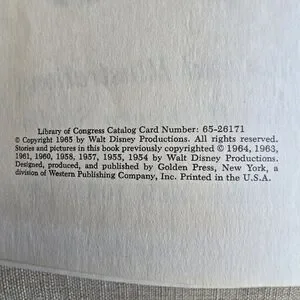 Library of Congress Catalog Card Number: 65-26171
© Copyright 1965 by Walt Disney Productions. All rights reserved.
Stories and pictures in this book previously copyrighted © 1964, 1963,
1961, 1960, 1958, 1957, 1955, 1954 by Walt Disney Productions.
Designed, produced, and published by Golden Press, New York, a
division of Western Publishing Company, Inc. Printed in the U.S.A.